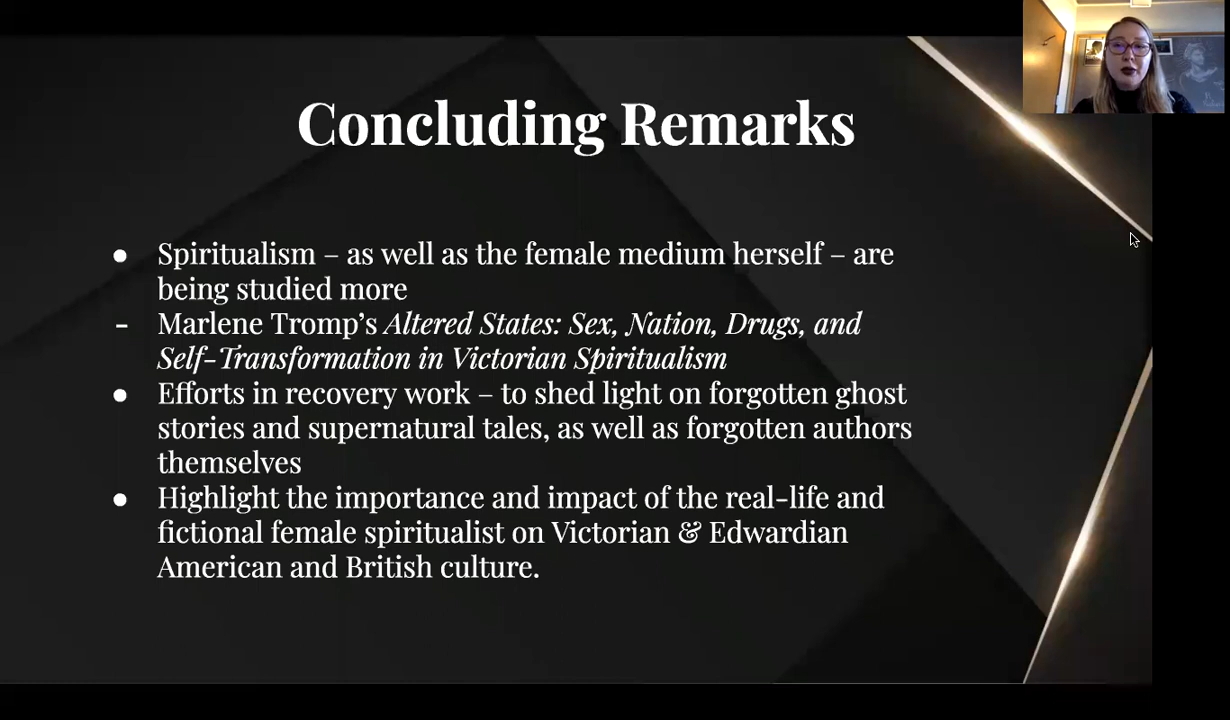 Concluding Remarks
● Spiritualism – as well as the female medium herself – are
being studied more
- Marlene Tromp’s Altered States: Sex, Nation, Drugs, and
Self-Transformation in Victorian Spiritualism
● Efforts in recovery work – to shed light on forgotten ghost
stories and supernatural tales, as well as forgotten authors
themselves
● Highlight the importance and impact of the real-life and
fictional female spiritualist on Victorian & Edwardian
American and British culture.